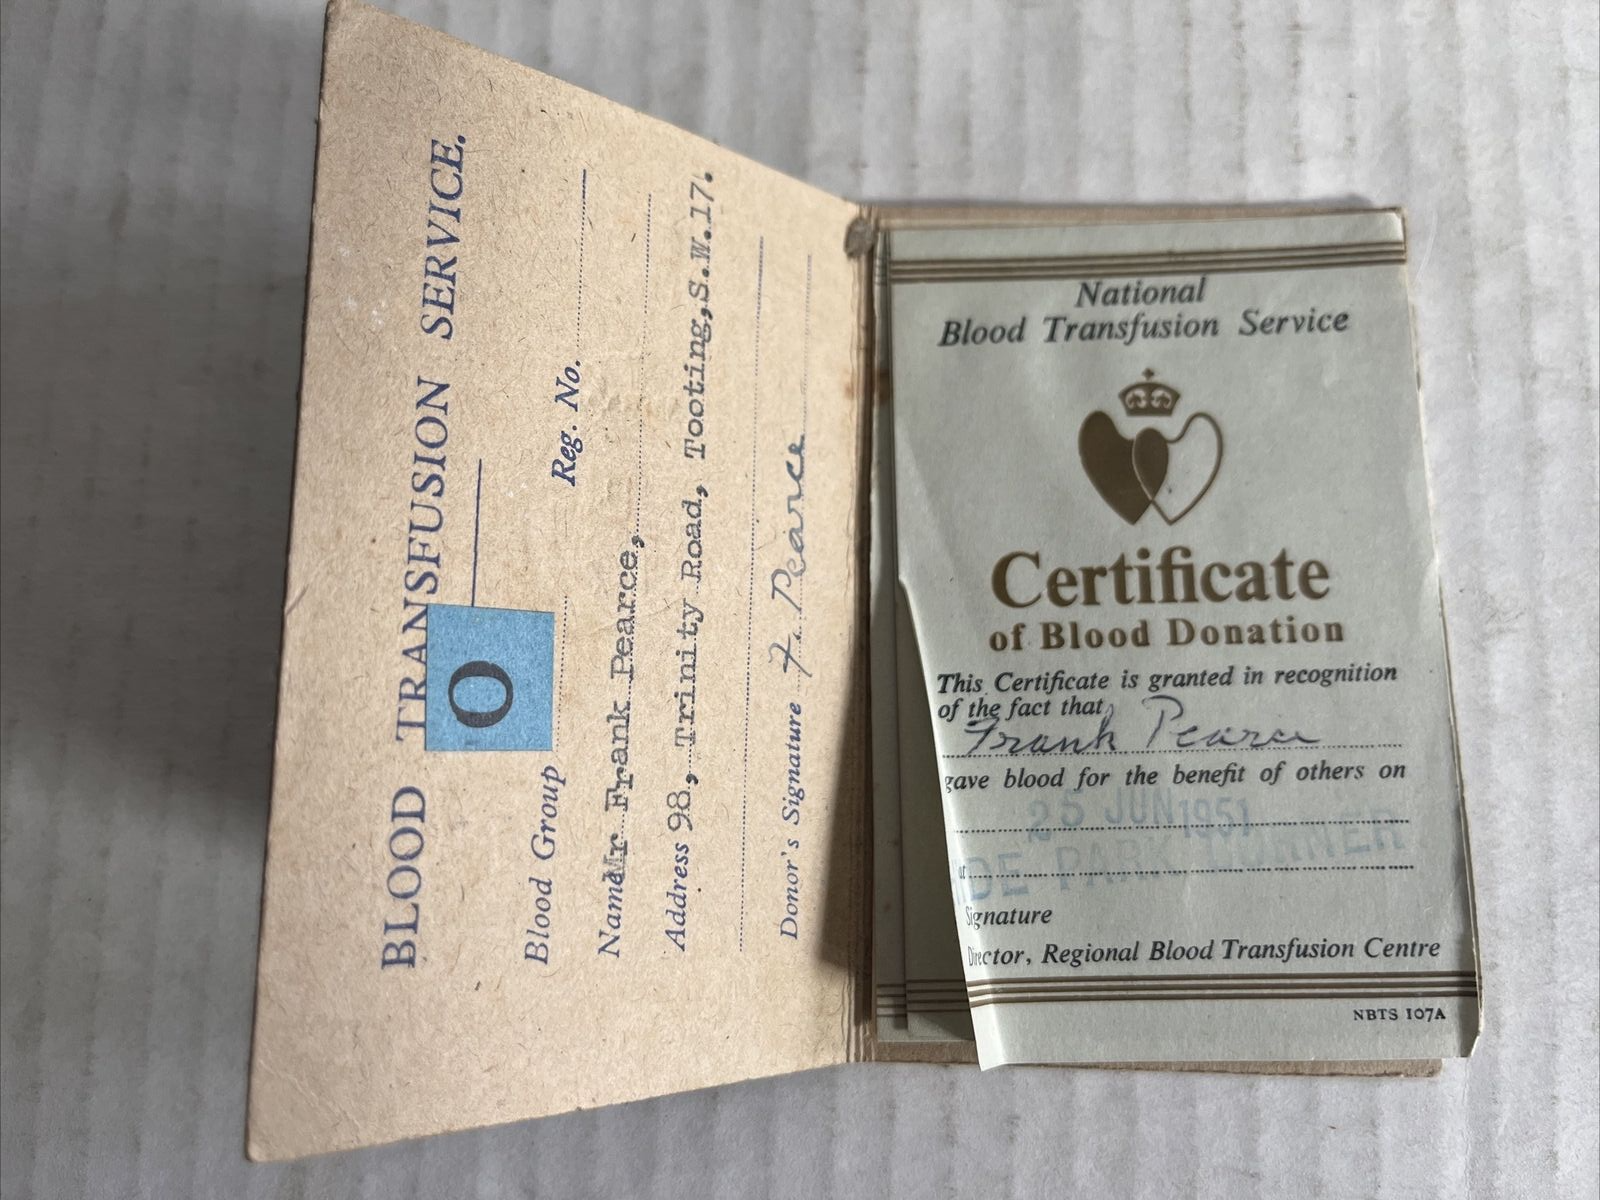 BLOOD TRANSFUSION SERVICE.
O
Blood Group Reg. No.
Name Mr Frank Pearce,
Address 98, Trinity Road, Tooting, S.W.17.
Donor's Signature F. Pearce
National
Blood Transfusion Service
Certificate
of Blood Donation
This Certificate is granted in recognition
of the fact that
Frank Pearce
gave blood for the benefit of others on
25 JUN 1951
PARK CORNER
Signature
Director, Regional Blood Transfusion Centre
NBTS 107A